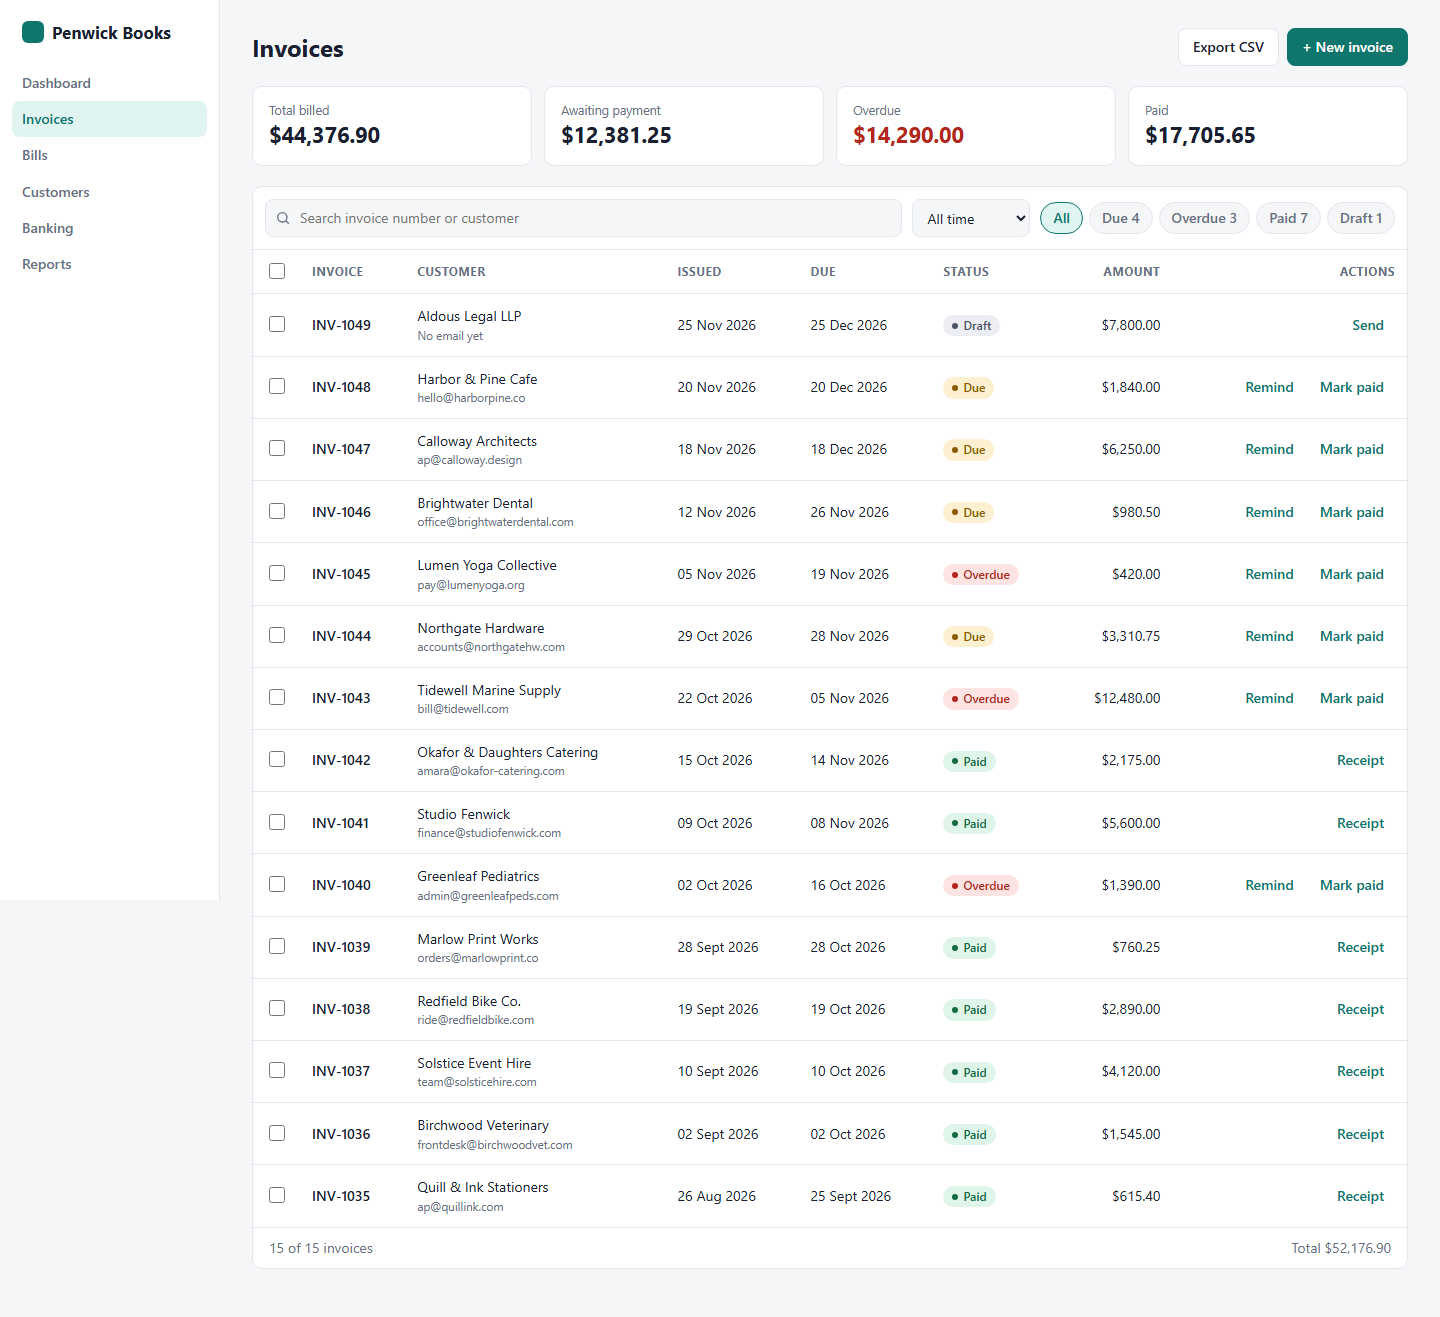 Penwick Books
Dashboard
Invoices
Bills
Customers
Banking
Reports
Invoices
Export CSV
+ New invoice
Total billed
$44,376.90
Awaiting payment
$12,381.25
Overdue
$14,290.00
Paid
$17,705.65
Search invoice number or customer
All time
All
Due 4
Overdue 3
Paid 7
Draft 1
INVOICE CUSTOMER ISSUED DUE STATUS AMOUNT ACTIONS
INV-1049 Aldous Legal LLP 25 Nov 2026 25 Dec 2026 Draft $7,800.00 Send
No email yet
INV-1048 Harbor & Pine Cafe 20 Nov 2026 20 Dec 2026 Due $1,840.00 Remind Mark paid
hello@harborpine.co
INV-1047 Calloway Architects 18 Nov 2026 18 Dec 2026 Due $6,250.00 Remind Mark paid
ap@calloway.design
INV-1046 Brightwater Dental 12 Nov 2026 26 Nov 2026 Due $980.50 Remind Mark paid
office@brightwaterdental.com
INV-1045 Lumen Yoga Collective 05 Nov 2026 19 Nov 2026 Overdue $420.00 Remind Mark paid
pay@lumenyoga.org
INV-1044 Northgate Hardware 29 Oct 2026 28 Nov 2026 Due $3,310.75 Remind Mark paid
accounts@northgatehw.com
INV-1043 Tidewell Marine Supply 22 Oct 2026 05 Nov 2026 Overdue $12,480.00 Remind Mark paid
bill@tidewell.com
INV-1042 Okafor & Daughters Catering 15 Oct 2026 14 Nov 2026 Paid $2,175.00 Receipt
amara@okafor-catering.com
INV-1041 Studio Fenwick 09 Oct 2026 08 Nov 2026 Paid $5,600.00 Receipt
finance@studiofenwick.com
INV-1040 Greenleaf Pediatrics 02 Oct 2026 16 Oct 2026 Overdue $1,390.00 Remind Mark paid
admin@greenleafpeds.com
INV-1039 Marlow Print Works 28 Sept 2026 28 Oct 2026 Paid $760.25 Receipt
orders@marlowprint.co
INV-1038 Redfield Bike Co. 19 Sept 2026 19 Oct 2026 Paid $2,890.00 Receipt
ride@redfieldbike.com
INV-1037 Solstice Event Hire 10 Sept 2026 10 Oct 2026 Paid $4,120.00 Receipt
team@solsticehire.com
INV-1036 Birchwood Veterinary 02 Sept 2026 02 Oct 2026 Paid $1,545.00 Receipt
frontdesk@birchwoodvet.com
INV-1035 Quill & Ink Stationers 26 Aug 2026 25 Sept 2026 Paid $615.40 Receipt
ap@quillink.com
15 of 15 invoices
Total $52,176.90